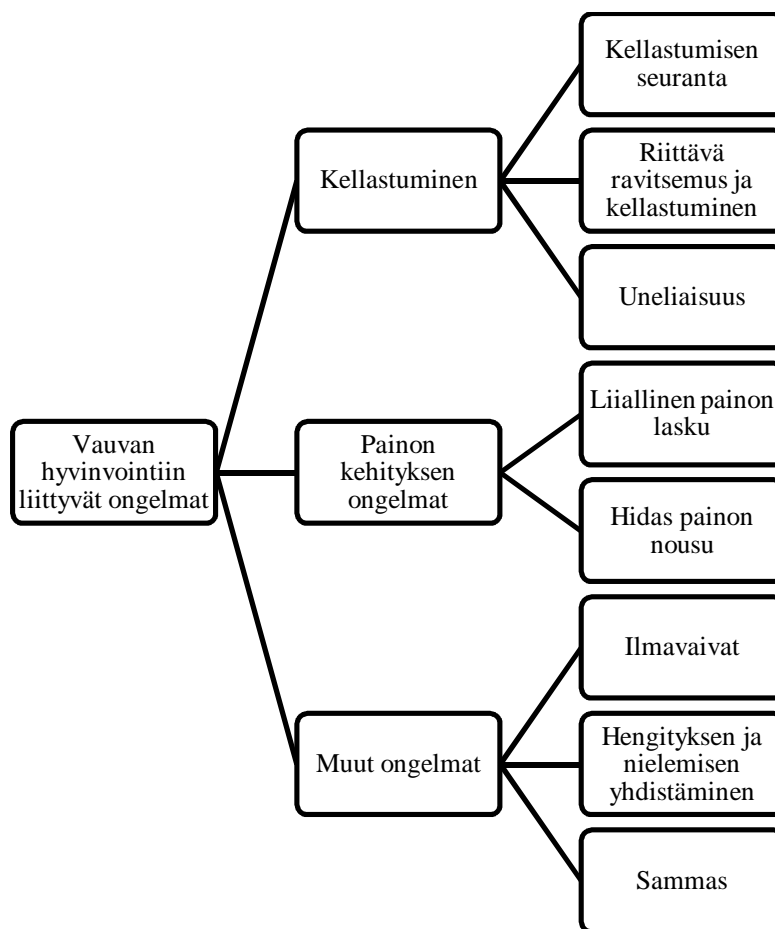 Kellastumisen
seuranta
Kellastuminen
Riittävä
ravitsemus ja
kellastuminen
Uneliaisuus
Vauvan
hyvinvointiin
liittyvät ongelmat
Painon
kehityksen
ongelmat
Liiallinen painon
lasku
Hidas painon
nousu
Muut ongelmat
Ilmavaivat
Hengityksen ja
nielemisen
yhdistäminen
Sammas